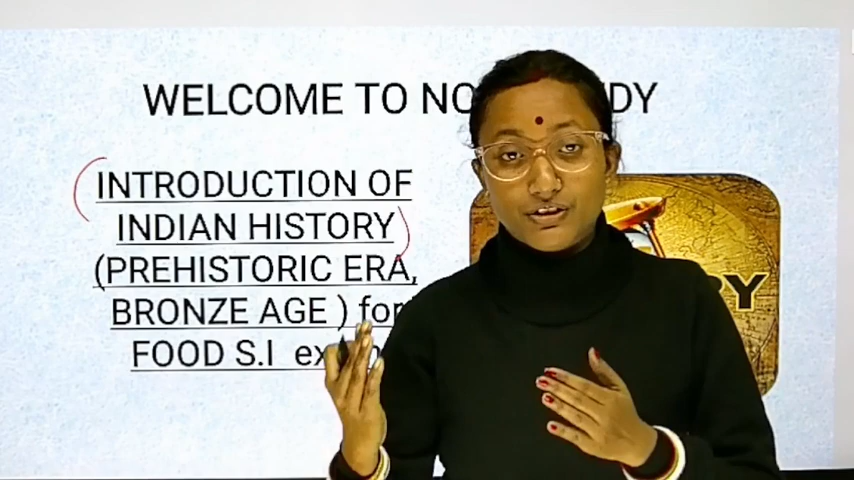 WELCOME TO
INTRODUCTION OF
INDIAN HISTORY
(PREHISTORIC ERA,
BRONZE AGE ) for
FOOD S.I